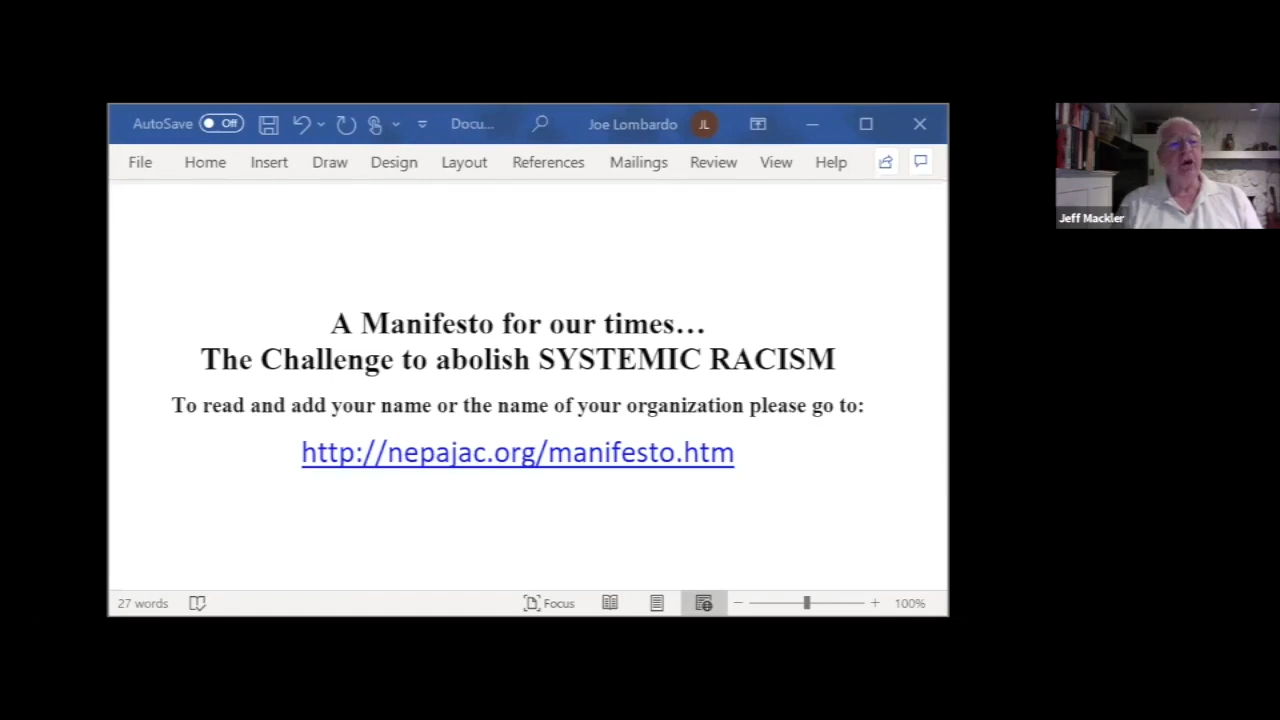 AutoSave Off Docu... Joe Lombardo JL
File Home Insert Draw Design Layout References Mailings Review View Help
Jeff Mackler
A Manifesto for our times…
The Challenge to abolish SYSTEMIC RACISM
To read and add your name or the name of your organization please go to:
http://nepajac.org/manifesto.htm
27 words Focus 100%